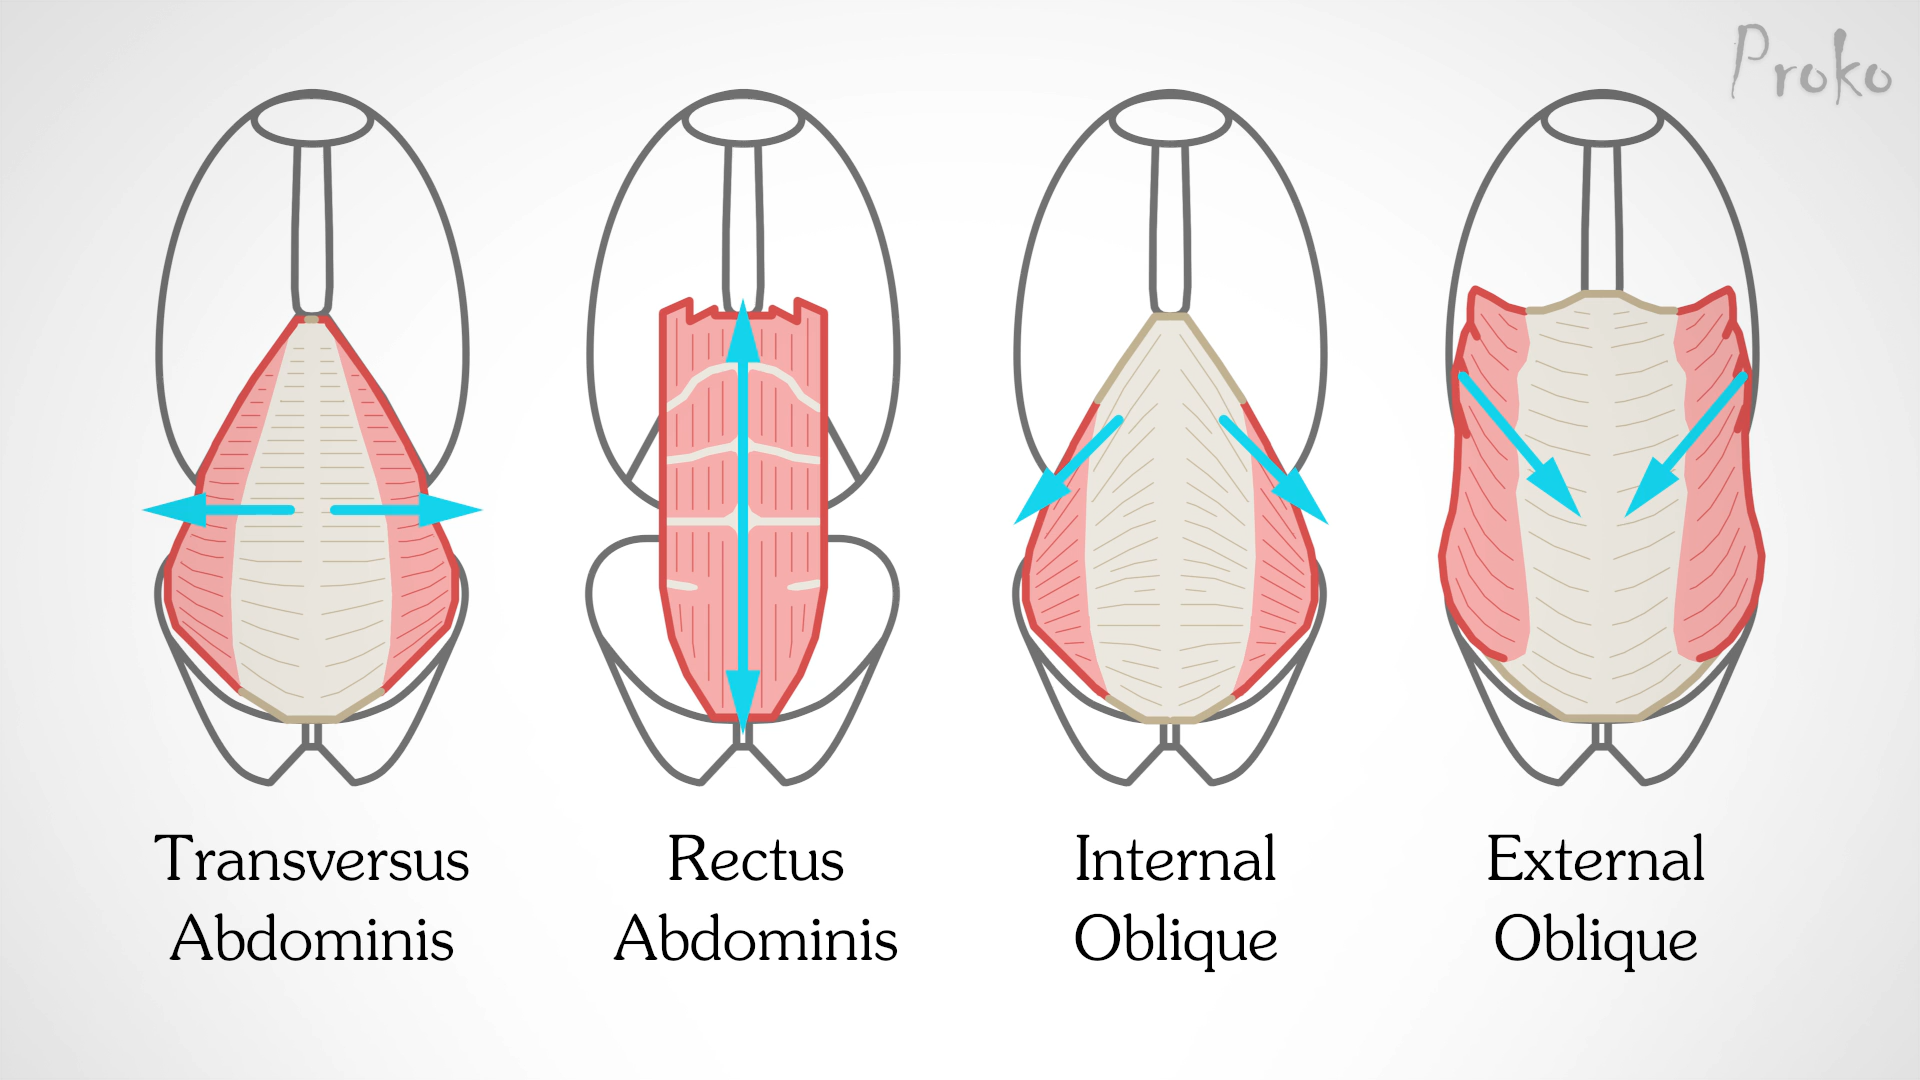 Proko
Transversus
Abdominis
Rectus
Abdominis
Internal
Oblique
External
Oblique